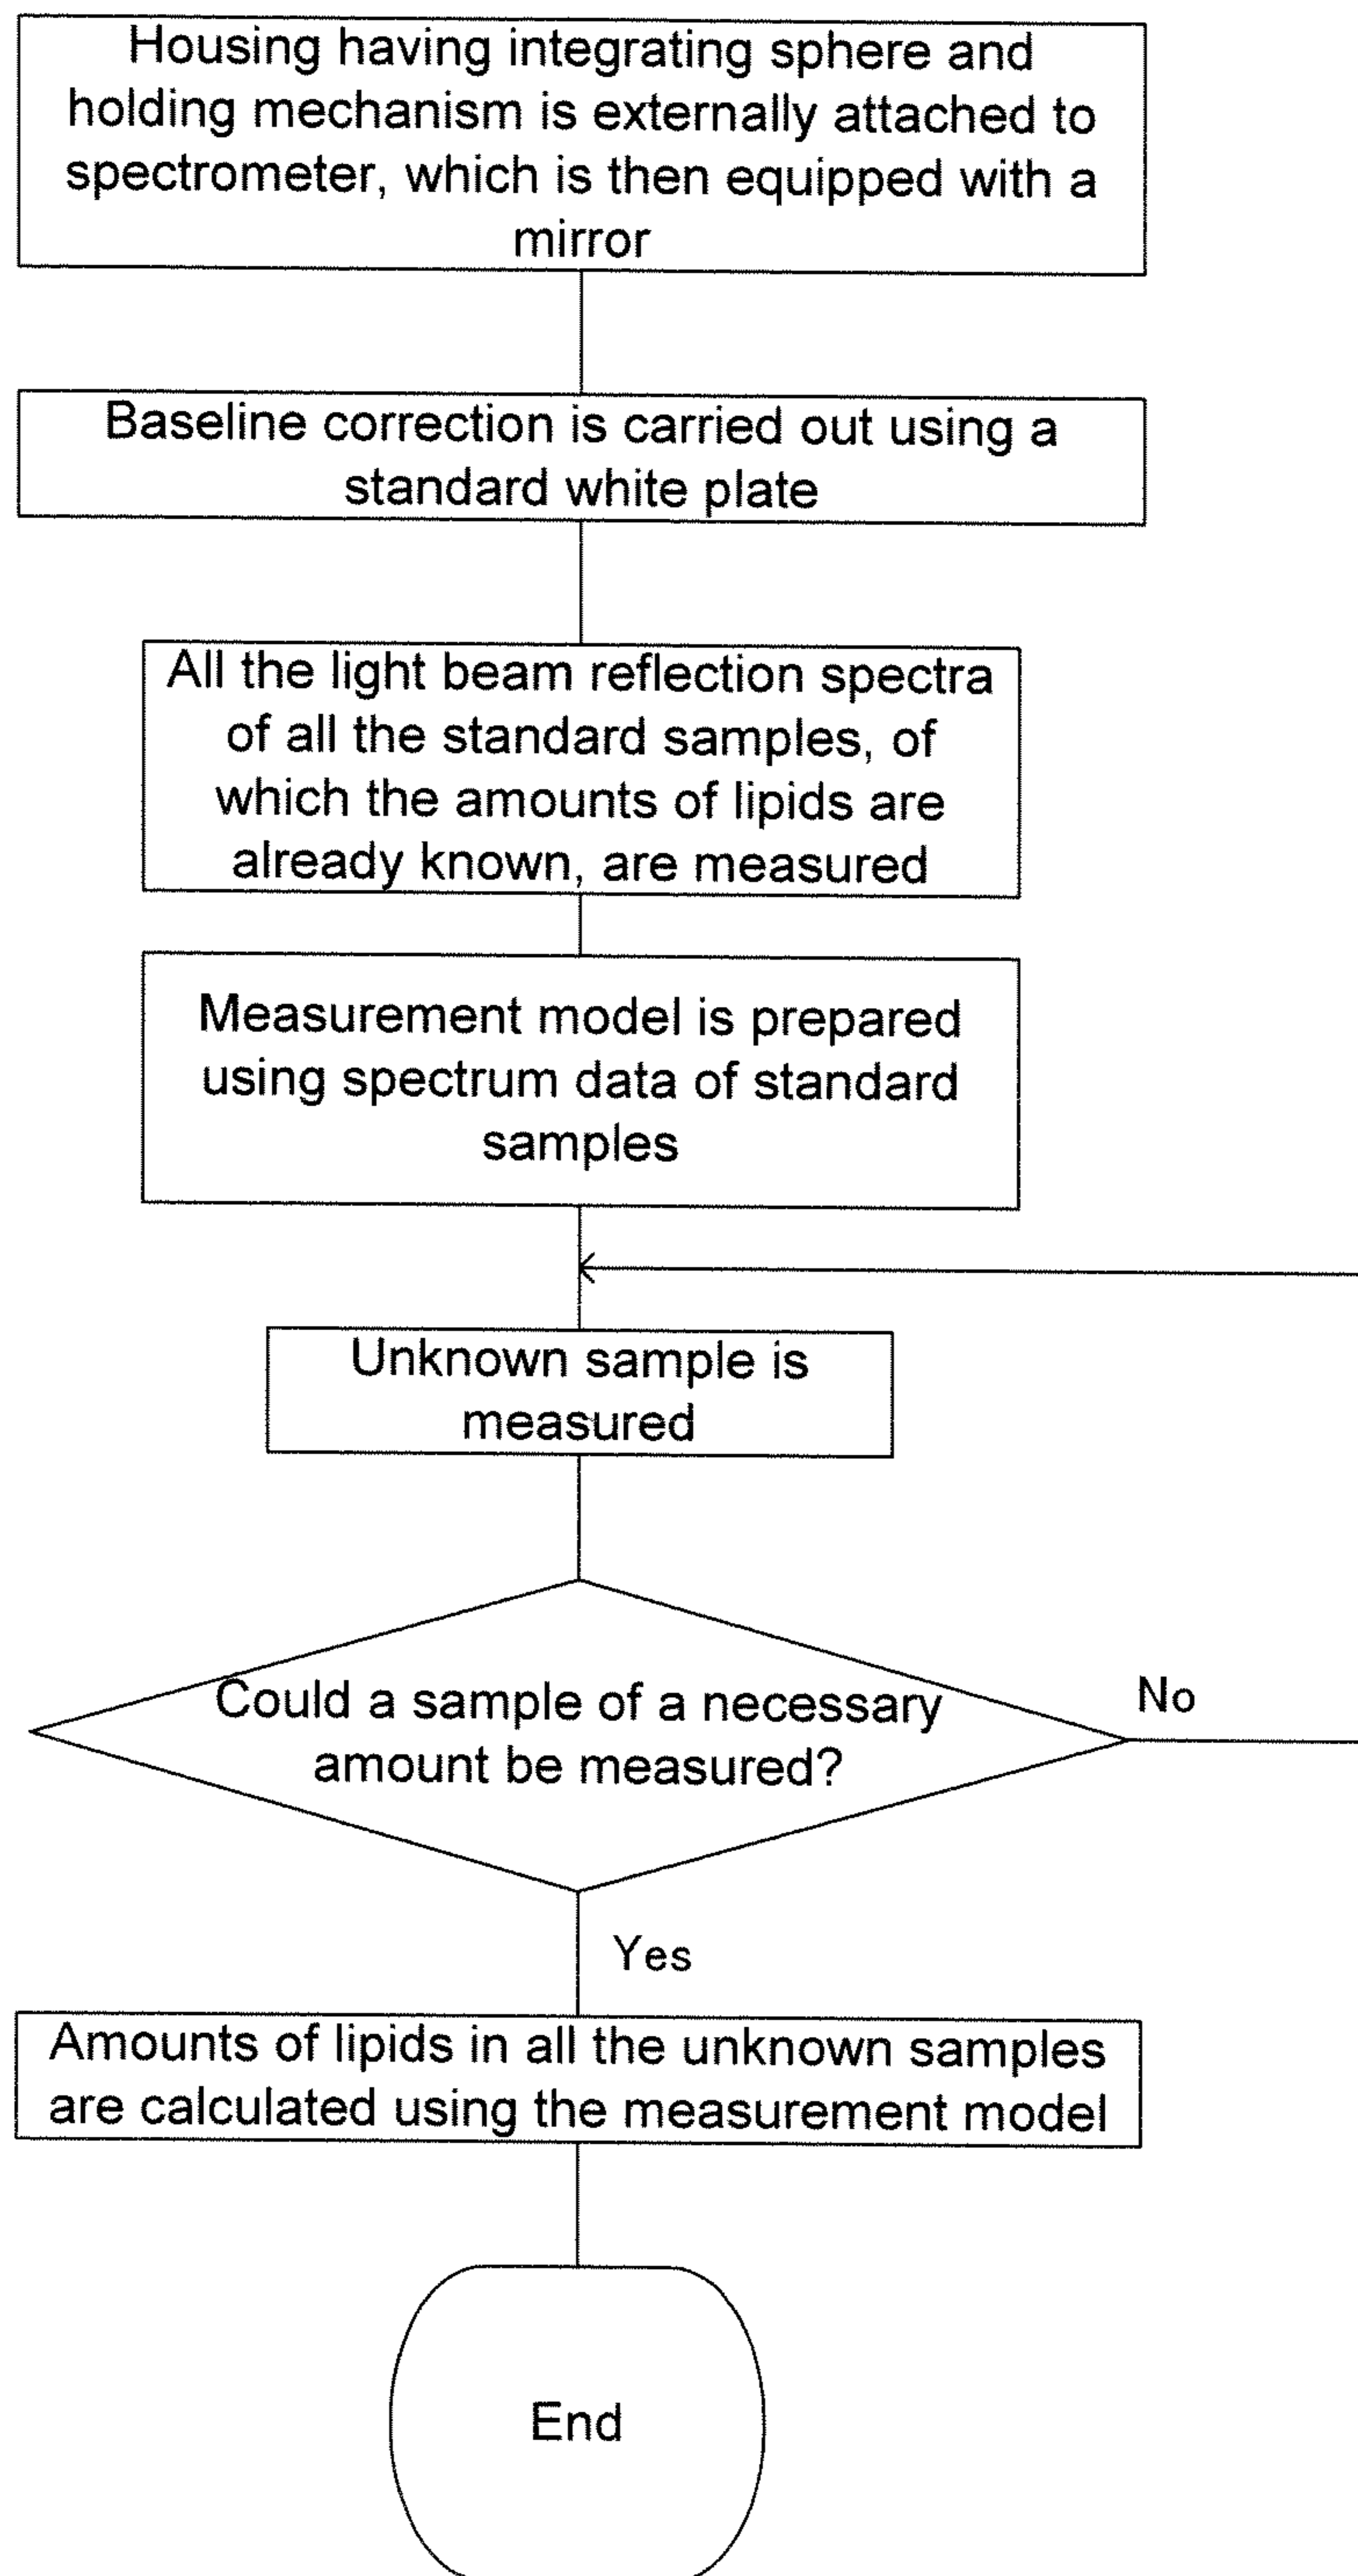 Housing having integrating sphere and
holding mechanism is externally attached to
spectrometer, which is then equipped with a
mirror
Baseline correction is carried out using a
standard white plate
All the light beam reflection spectra
of all the standard samples, of
which the amounts of lipids are
already known, are measured
Measurement model is prepared
using spectrum data of standard
samples
Unknown sample is
measured
Could a sample of a necessary
amount be measured?
No
Yes
Amounts of lipids in all the unknown samples
are calculated using the measurement model
End